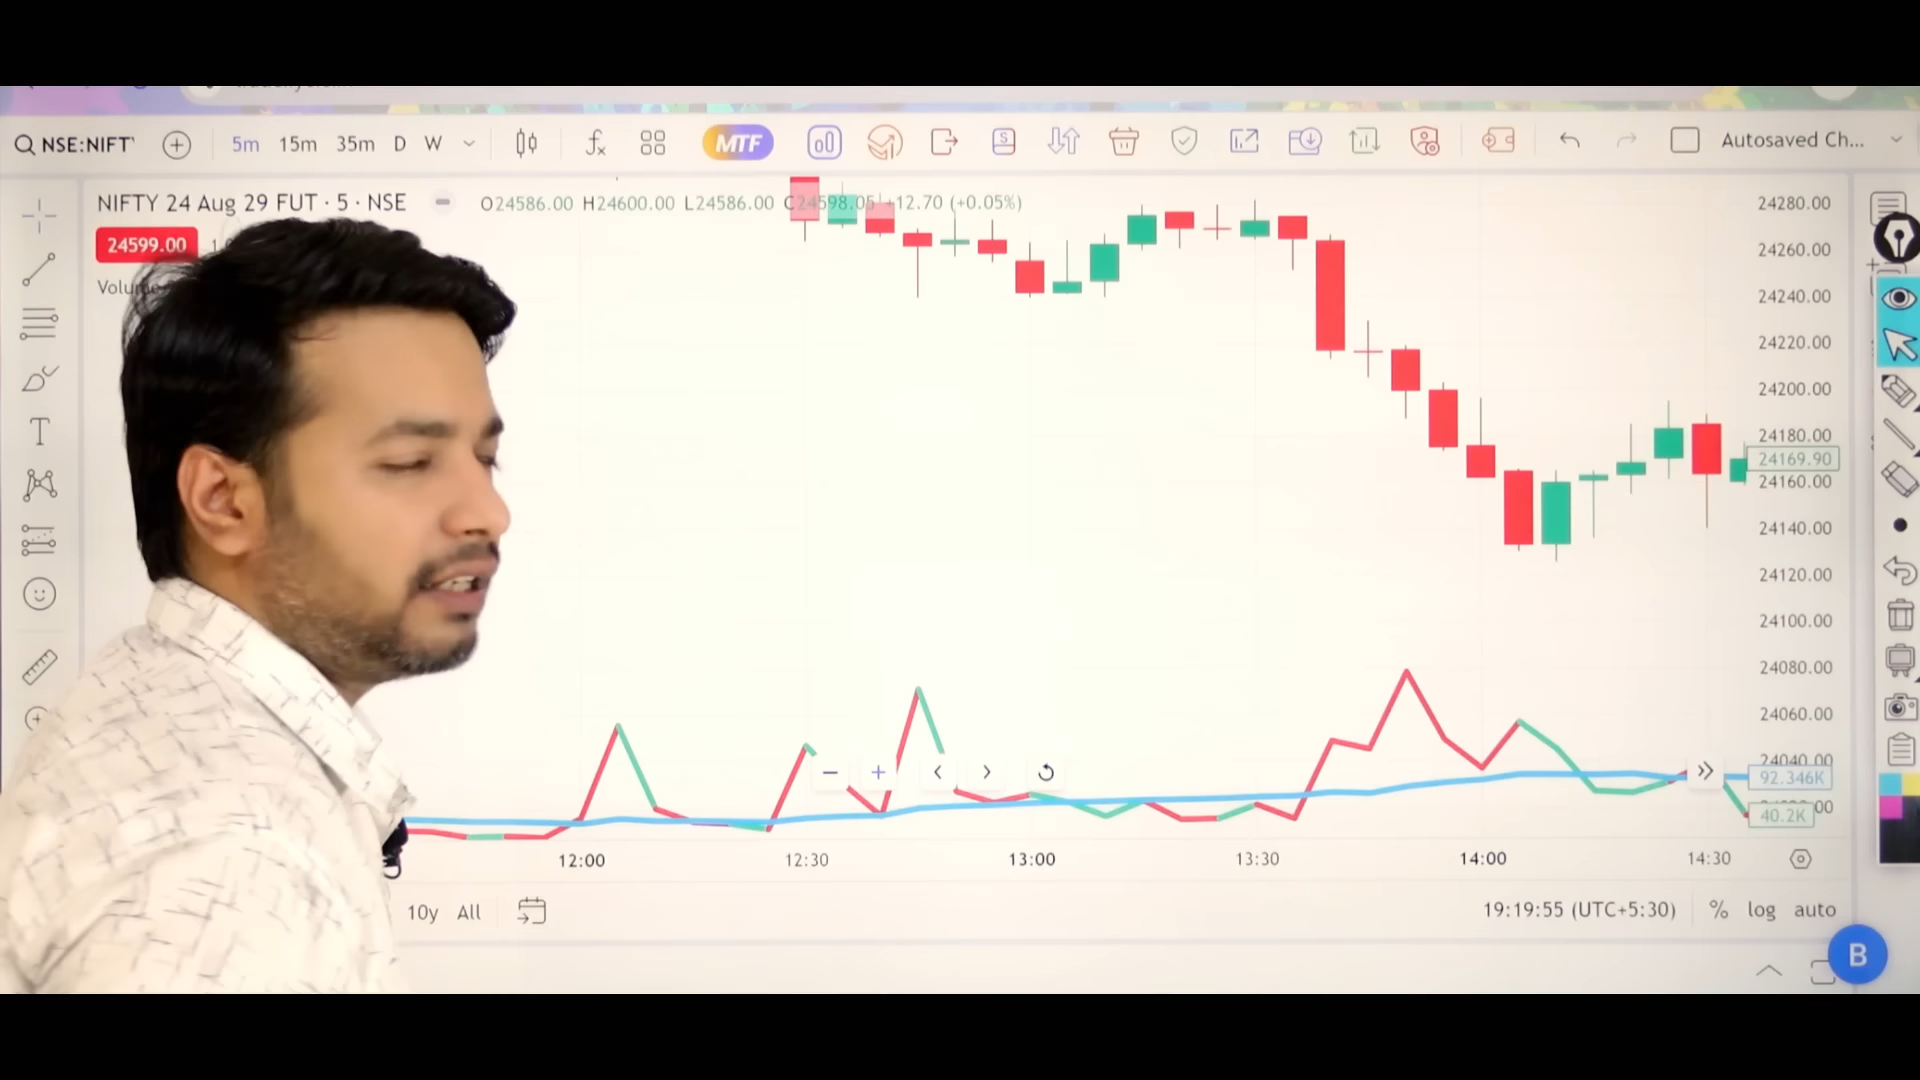 NSE:NIFT
5m 15m 35m D W MTF Autosaved Ch...
NIFTY 24 Aug 29 FUT · 5 · NSE O24586.00 H24600.00 L24586.00 C24598.05 +12.70 (+0.05%)
24599.00
Volume
24280.00
24260.00
24240.00
24220.00
24200.00
24180.00
24169.90
24160.00
24140.00
24120.00
24100.00
24080.00
24060.00
24040.00
92.346K
40.2K
12:00 12:30 13:00 13:30 14:00 14:30
10y All 19:19:55 (UTC+5:30) % log auto
B